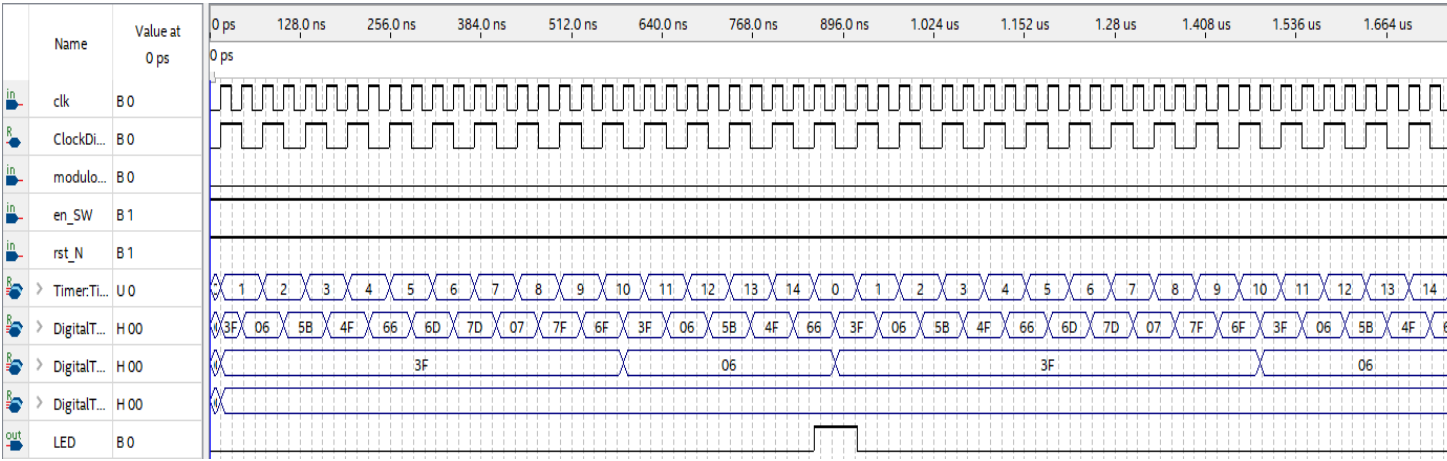 Name Value at 0 ps
0 ps 128.0 ns 256.0 ns 384.0 ns 512.0 ns 640.0 ns 768.0 ns 896.0 ns 1.024 us 1.152 us 1.28 us 1.408 us 1.536 us 1.664 us
0 ps
in clk B 0
R ClockDi... B 0
in modulo... B 0
in en_SW B 1
in rst_N B 1
R > Timer:Ti... U 0 1 2 3 4 5 6 7 8 9 10 11 12 13 14 0 1 2 3 4 5 6 7 8 9 10 11 12 13 14
R > DigitalT... H 00 3F 06 5B 4F 66 6D 7D 07 7F 6F 3F 06 5B 4F 66 3F 06 5B 4F 66 6D 7D 07 7F 6F 3F 06 5B 4F
R > DigitalT... H 00 3F 06 3F 06
R > DigitalT... H 00
out LED B 0